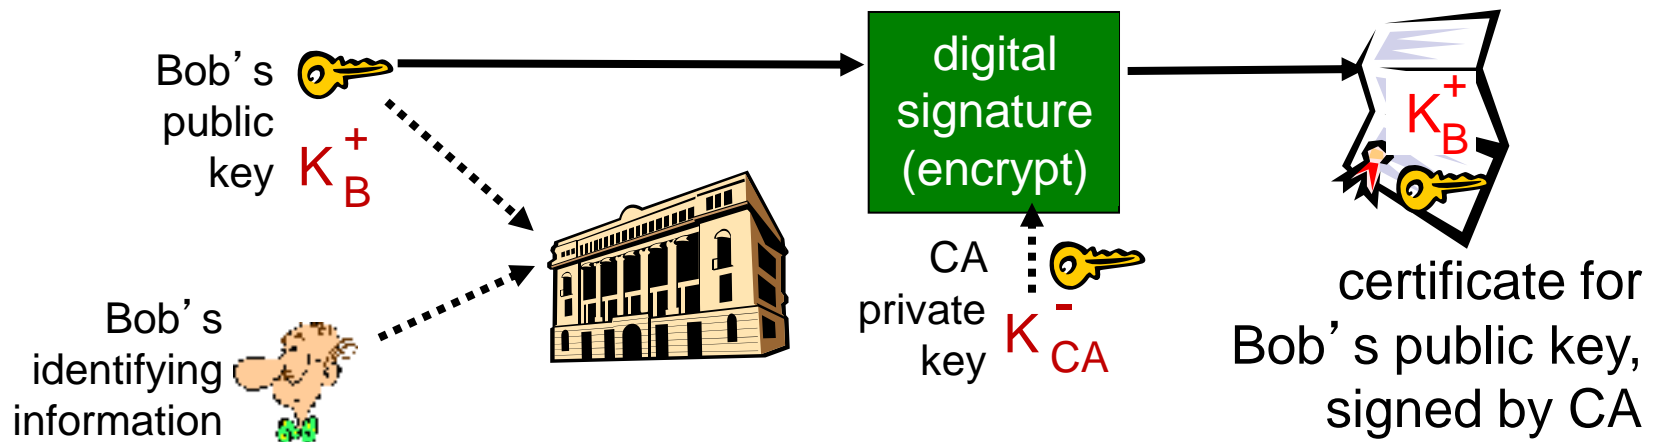 Bob’s
public
key
K
+
B
Bob’s
identifying
information
digital
signature
(encrypt)
CA
private
key
K
-
CA
K
+
B
certificate for
Bob’s public key,
signed by CA